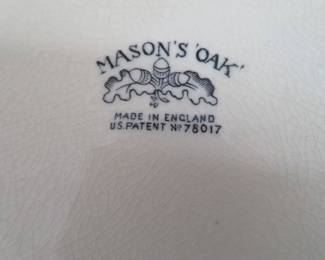 MASON'S 'OAK'
MADE IN ENGLAND
U.S. PATENT Nº 78017